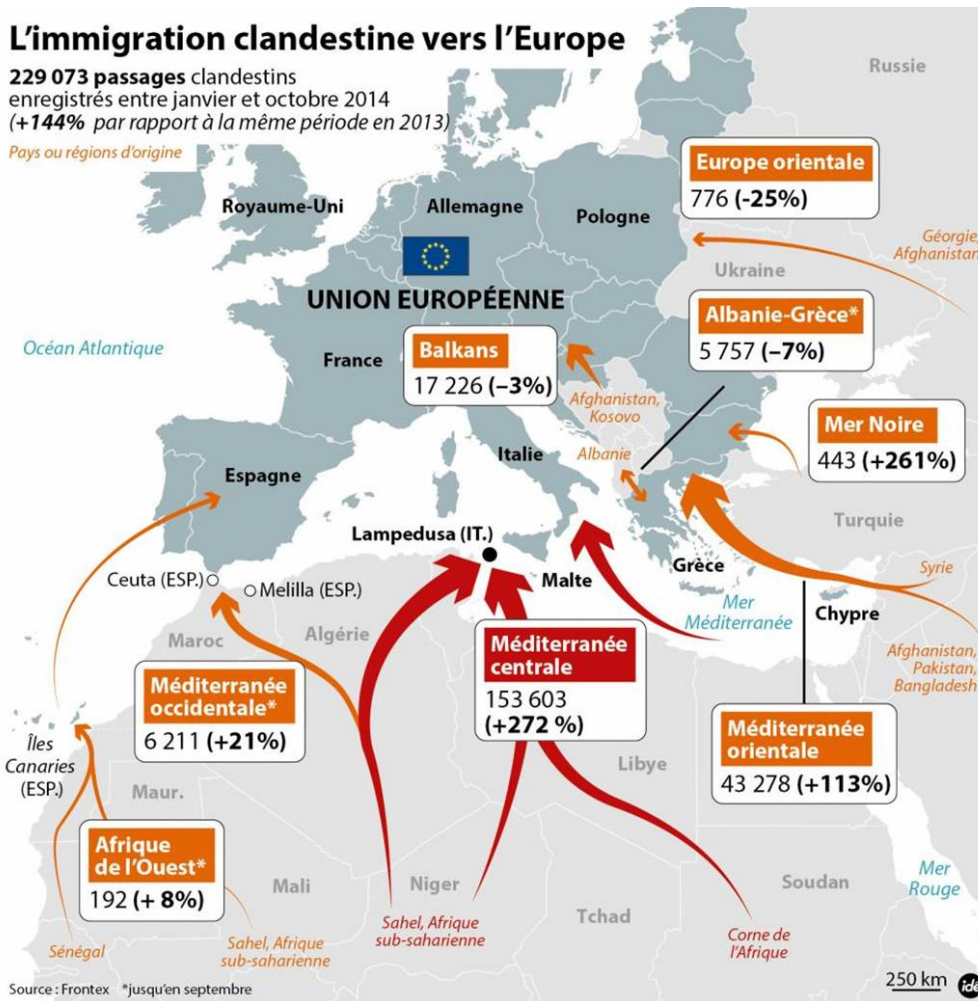 L'immigration clandestine vers l'Europe
229 073 passages clandestins
enregistrés entre janvier et octobre 2014
(+144% par rapport à la même période en 2013)
Pays ou régions d'origine
Russie
Europe orientale
776 (-25%)
Royaume-Uni
Allemagne
Pologne
Géorgie,
Afghanistan
Ukraine
UNION EUROPÉENNE
Albanie-Grèce*
5 757 (–7%)
Océan Atlantique
France
Balkans
17 226 (–3%)
Afghanistan,
Kosovo
Mer Noire
443 (+261%)
Italie
Albanie
Espagne
Turquie
Lampedusa (IT.)
Malte
Grèce
Syrie
Ceuta (ESP.)
Melilla (ESP.)
Mer
Méditerranée
Chypre
Maroc
Algérie
Afghanistan,
Pakistan,
Bangladesh
Méditerranée
centrale
153 603
(+272 %)
Méditerranée
occidentale*
6 211 (+21%)
Méditerranée
orientale
43 278 (+113%)
Îles
Canaries
(ESP.)
Libye
Maur.
Afrique
de l'Ouest*
192 (+ 8%)
Mali
Niger
Tchad
Soudan
Mer
Rouge
Sénégal
Sahel, Afrique
sub-saharienne
Sahel, Afrique
sub-saharienne
Corne de
l'Afrique
Source : Frontex *jusqu'en septembre
250 km
idé